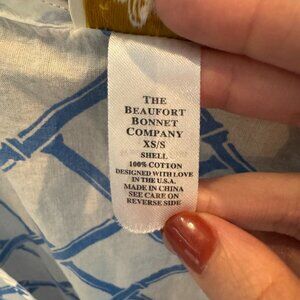 THE
BEAUFORT
BONNET
COMPANY
XS/S
SHELL
100% COTTON
DESIGNED WITH LOVE
IN THE U.S.A.
MADE IN CHINA
SEE CARE ON
REVERSE SIDE